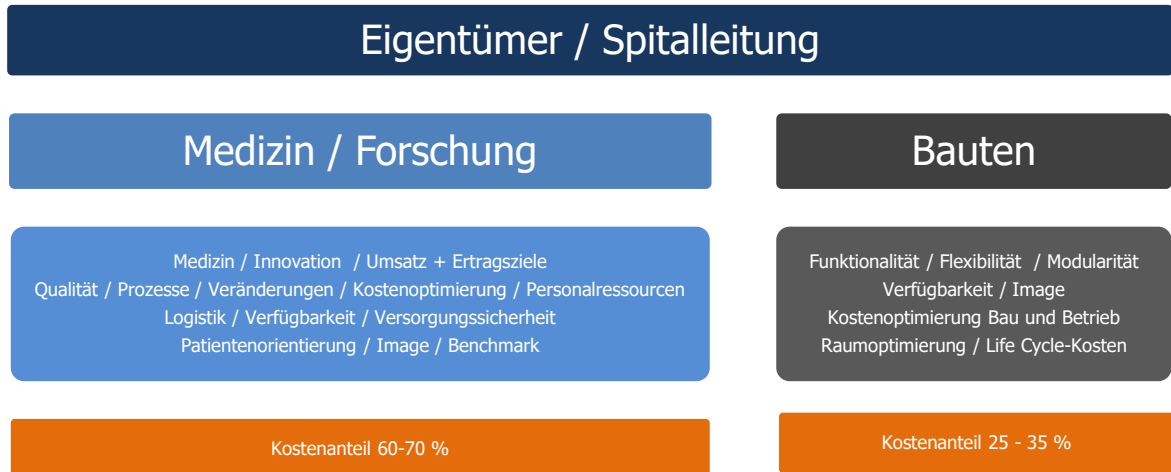 Eigentümer / Spitalleitung
Medizin / Forschung
Medizin / Innovation / Umsatz + Ertragsziele
Qualität / Prozesse / Veränderungen / Kostenoptimierung / Personalressourcen
Logistik / Verfügbarkeit / Versorgungssicherheit
Patientenorientierung / Image / Benchmark
Kostenanteil 60-70 %
Bauten
Funktionalität / Flexibilität / Modularität
Verfügbarkeit / Image
Kostenoptimierung Bau und Betrieb
Raumoptimierung / Life Cycle-Kosten
Kostenanteil 25 - 35 %